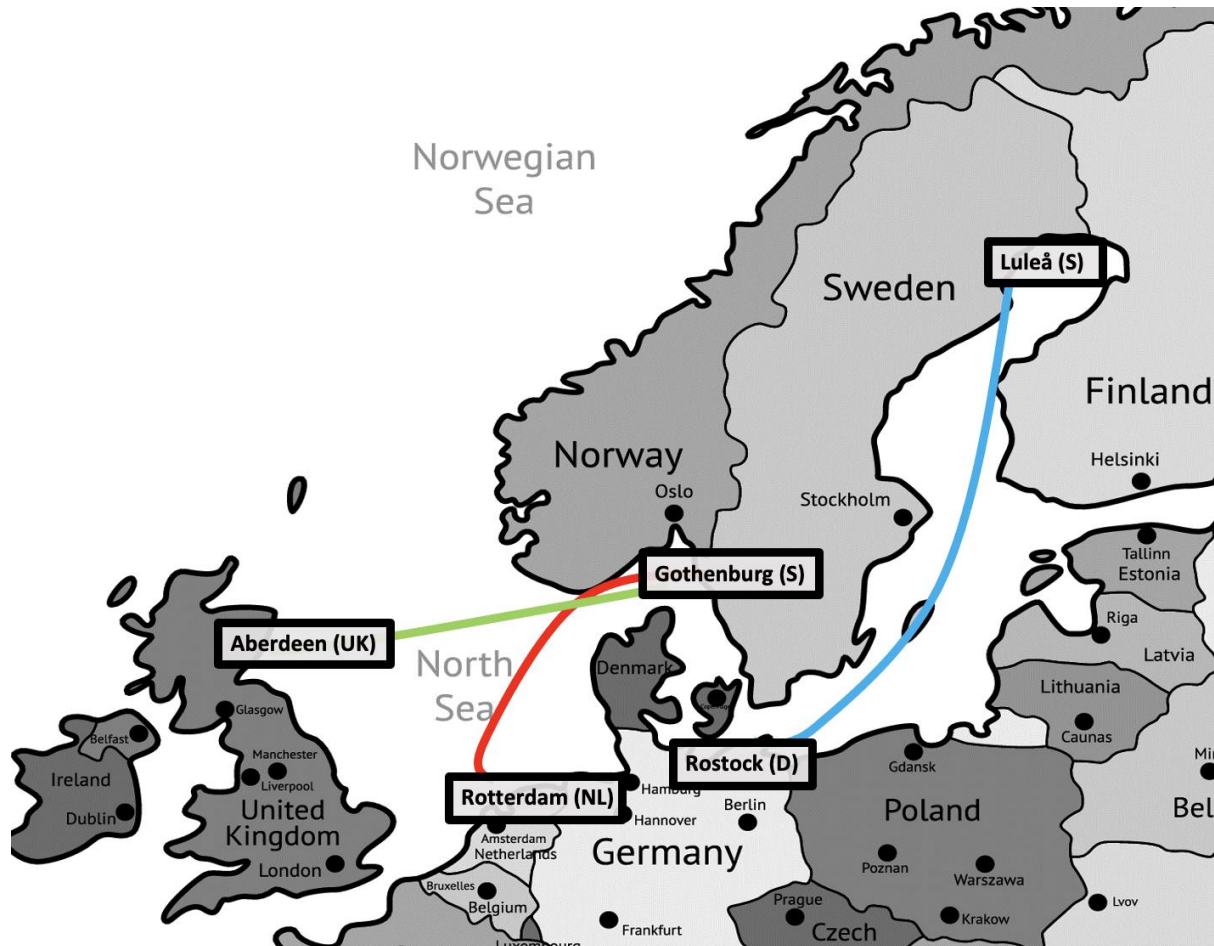 Norwegian
Sea
Luleå (S)
Sweden
Finland
Norway
Helsinki
Oslo
Stockholm
Tallinn
Estonia
Gothenburg (S)
Riga
Aberdeen (UK)
Latvia
North
Sea
Denmark
Lithuania
Glasgow
Belfast
Caunas
Manchester
Rostock (D)
Gdansk
Mi
Ireland
Liverpool
Rotterdam (NL)
Hamburg
Berlin
Dublin
United
Kingdom
Hannover
Poland
Bel
Amsterdam
Netherlands
Germany
London
Poznan
Warszawa
Bruxelles
Belgium
Prague
Lvov
Krakow
Frankfurt
Czech
Luxembourg